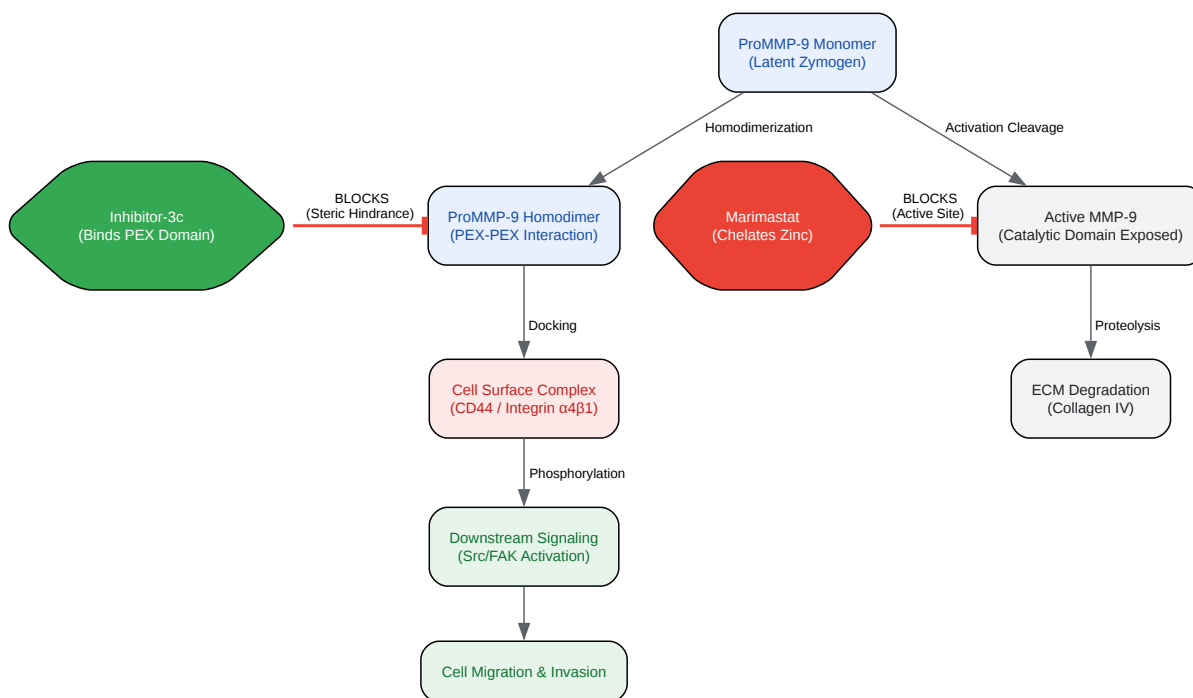 ProMMP-9 Monomer
(Latent Zymogen)
Homodimerization
Activation Cleavage
Inhibitor-3c
(Binds PEX Domain)
BLOCKS
(Steric Hindrance)
ProMMP-9 Homodimer
(PEX-PEX Interaction)
Marimastat
(Chelates Zinc)
BLOCKS
(Active Site)
Active MMP-9
(Catalytic Domain Exposed)
Docking
Proteolysis
Cell Surface Complex
(CD44 / Integrin α4β1)
ECM Degradation
(Collagen IV)
Phosphorylation
Downstream Signaling
(Src/FAK Activation)
Cell Migration & Invasion